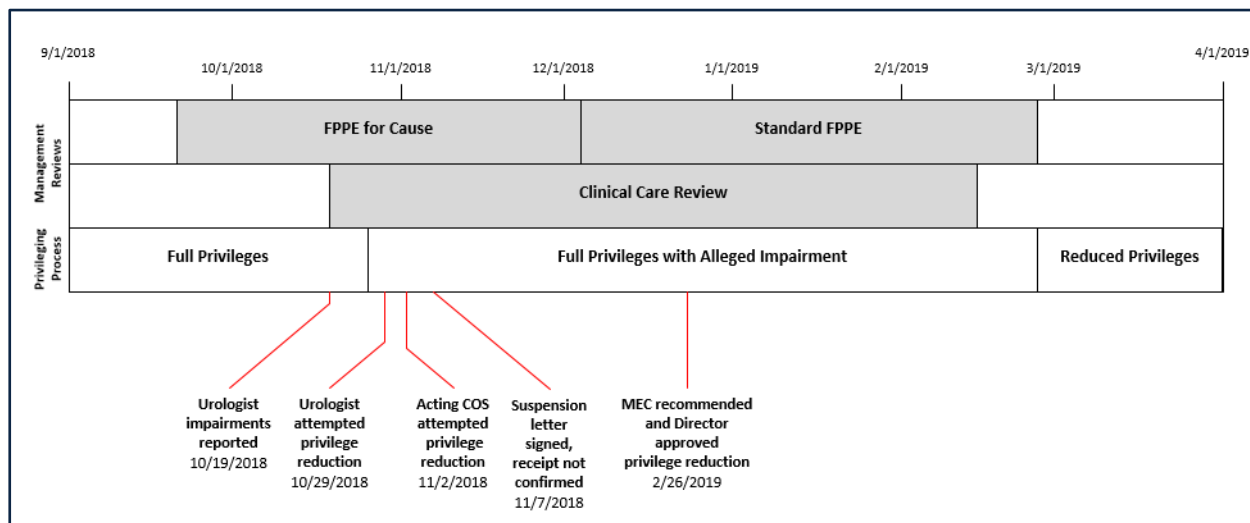 9/1/2018
4/1/2019
10/1/2018
11/1/2018
12/1/2018
1/1/2019
2/1/2019
3/1/2019
Management
Reviews
FPPE for Cause
Standard FPPE
Clinical Care Review
Privileging
Process
Full Privileges
Full Privileges with Alleged Impairment
Reduced Privileges
Urologist
impairments
reported
10/19/2018
Urologist
attempted
privilege
reduction
10/29/2018
Acting COS
attempted
privilege
reduction
11/2/2018
Suspension
letter
signed,
receipt not
confirmed
11/7/2018
MEC recommended
and Director
approved
privilege reduction
2/26/2019